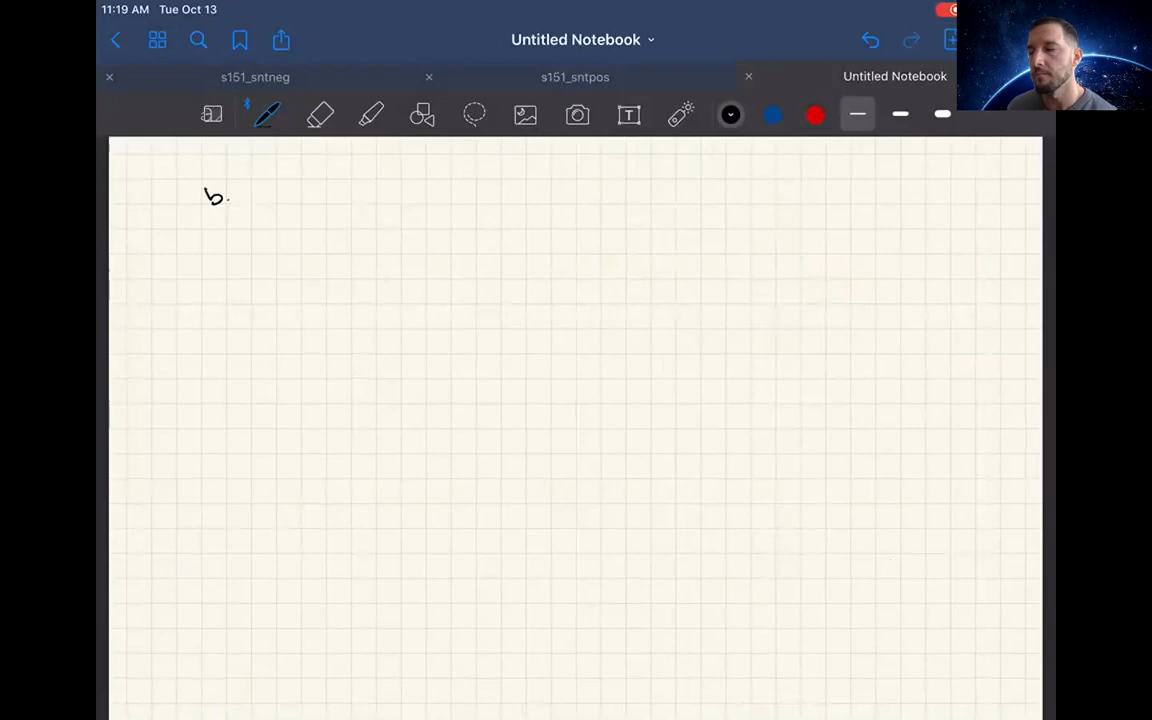 11:19 AM Tue Oct 13
Untitled Notebook
s151_sntneg
s151_sntpos
Untitled Notebook
T
b.